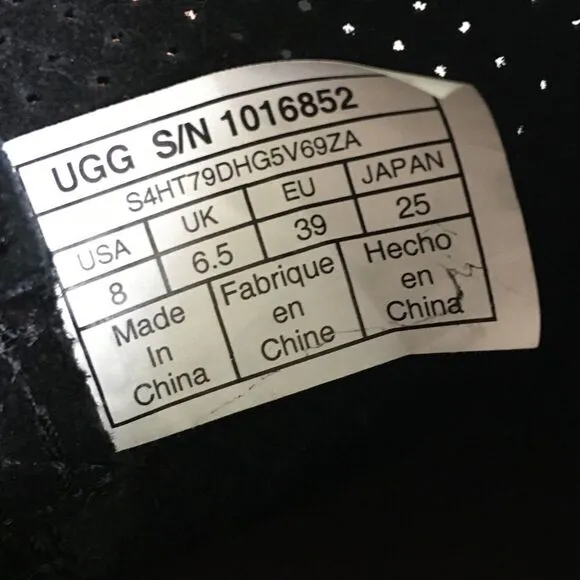 UGG S/N 1016852
S4HT79DHG5V69ZA
USA UK EU JAPAN
8 6.5 39 25
Made Fabrique Hecho
In en en
China Chine China